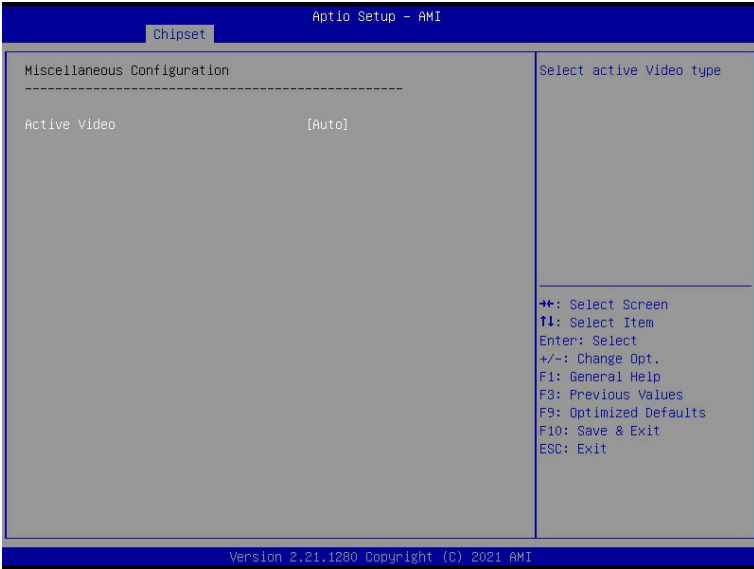 Aptio Setup – AMI
Chipset
Miscellaneous Configuration
--------------------------------------------------
Active Video [Auto]
Select active Video type
→←: Select Screen
↑↓: Select Item
Enter: Select
+/-: Change Opt.
F1: General Help
F3: Previous Values
F9: Optimized Defaults
F10: Save & Exit
ESC: Exit
Version 2.21.1280 Copyright (C) 2021 AMI